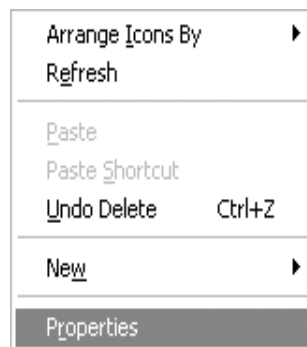 Arrange Icons By
Refresh
Paste
Paste Shortcut
Undo Delete Ctrl+Z
New
Properties